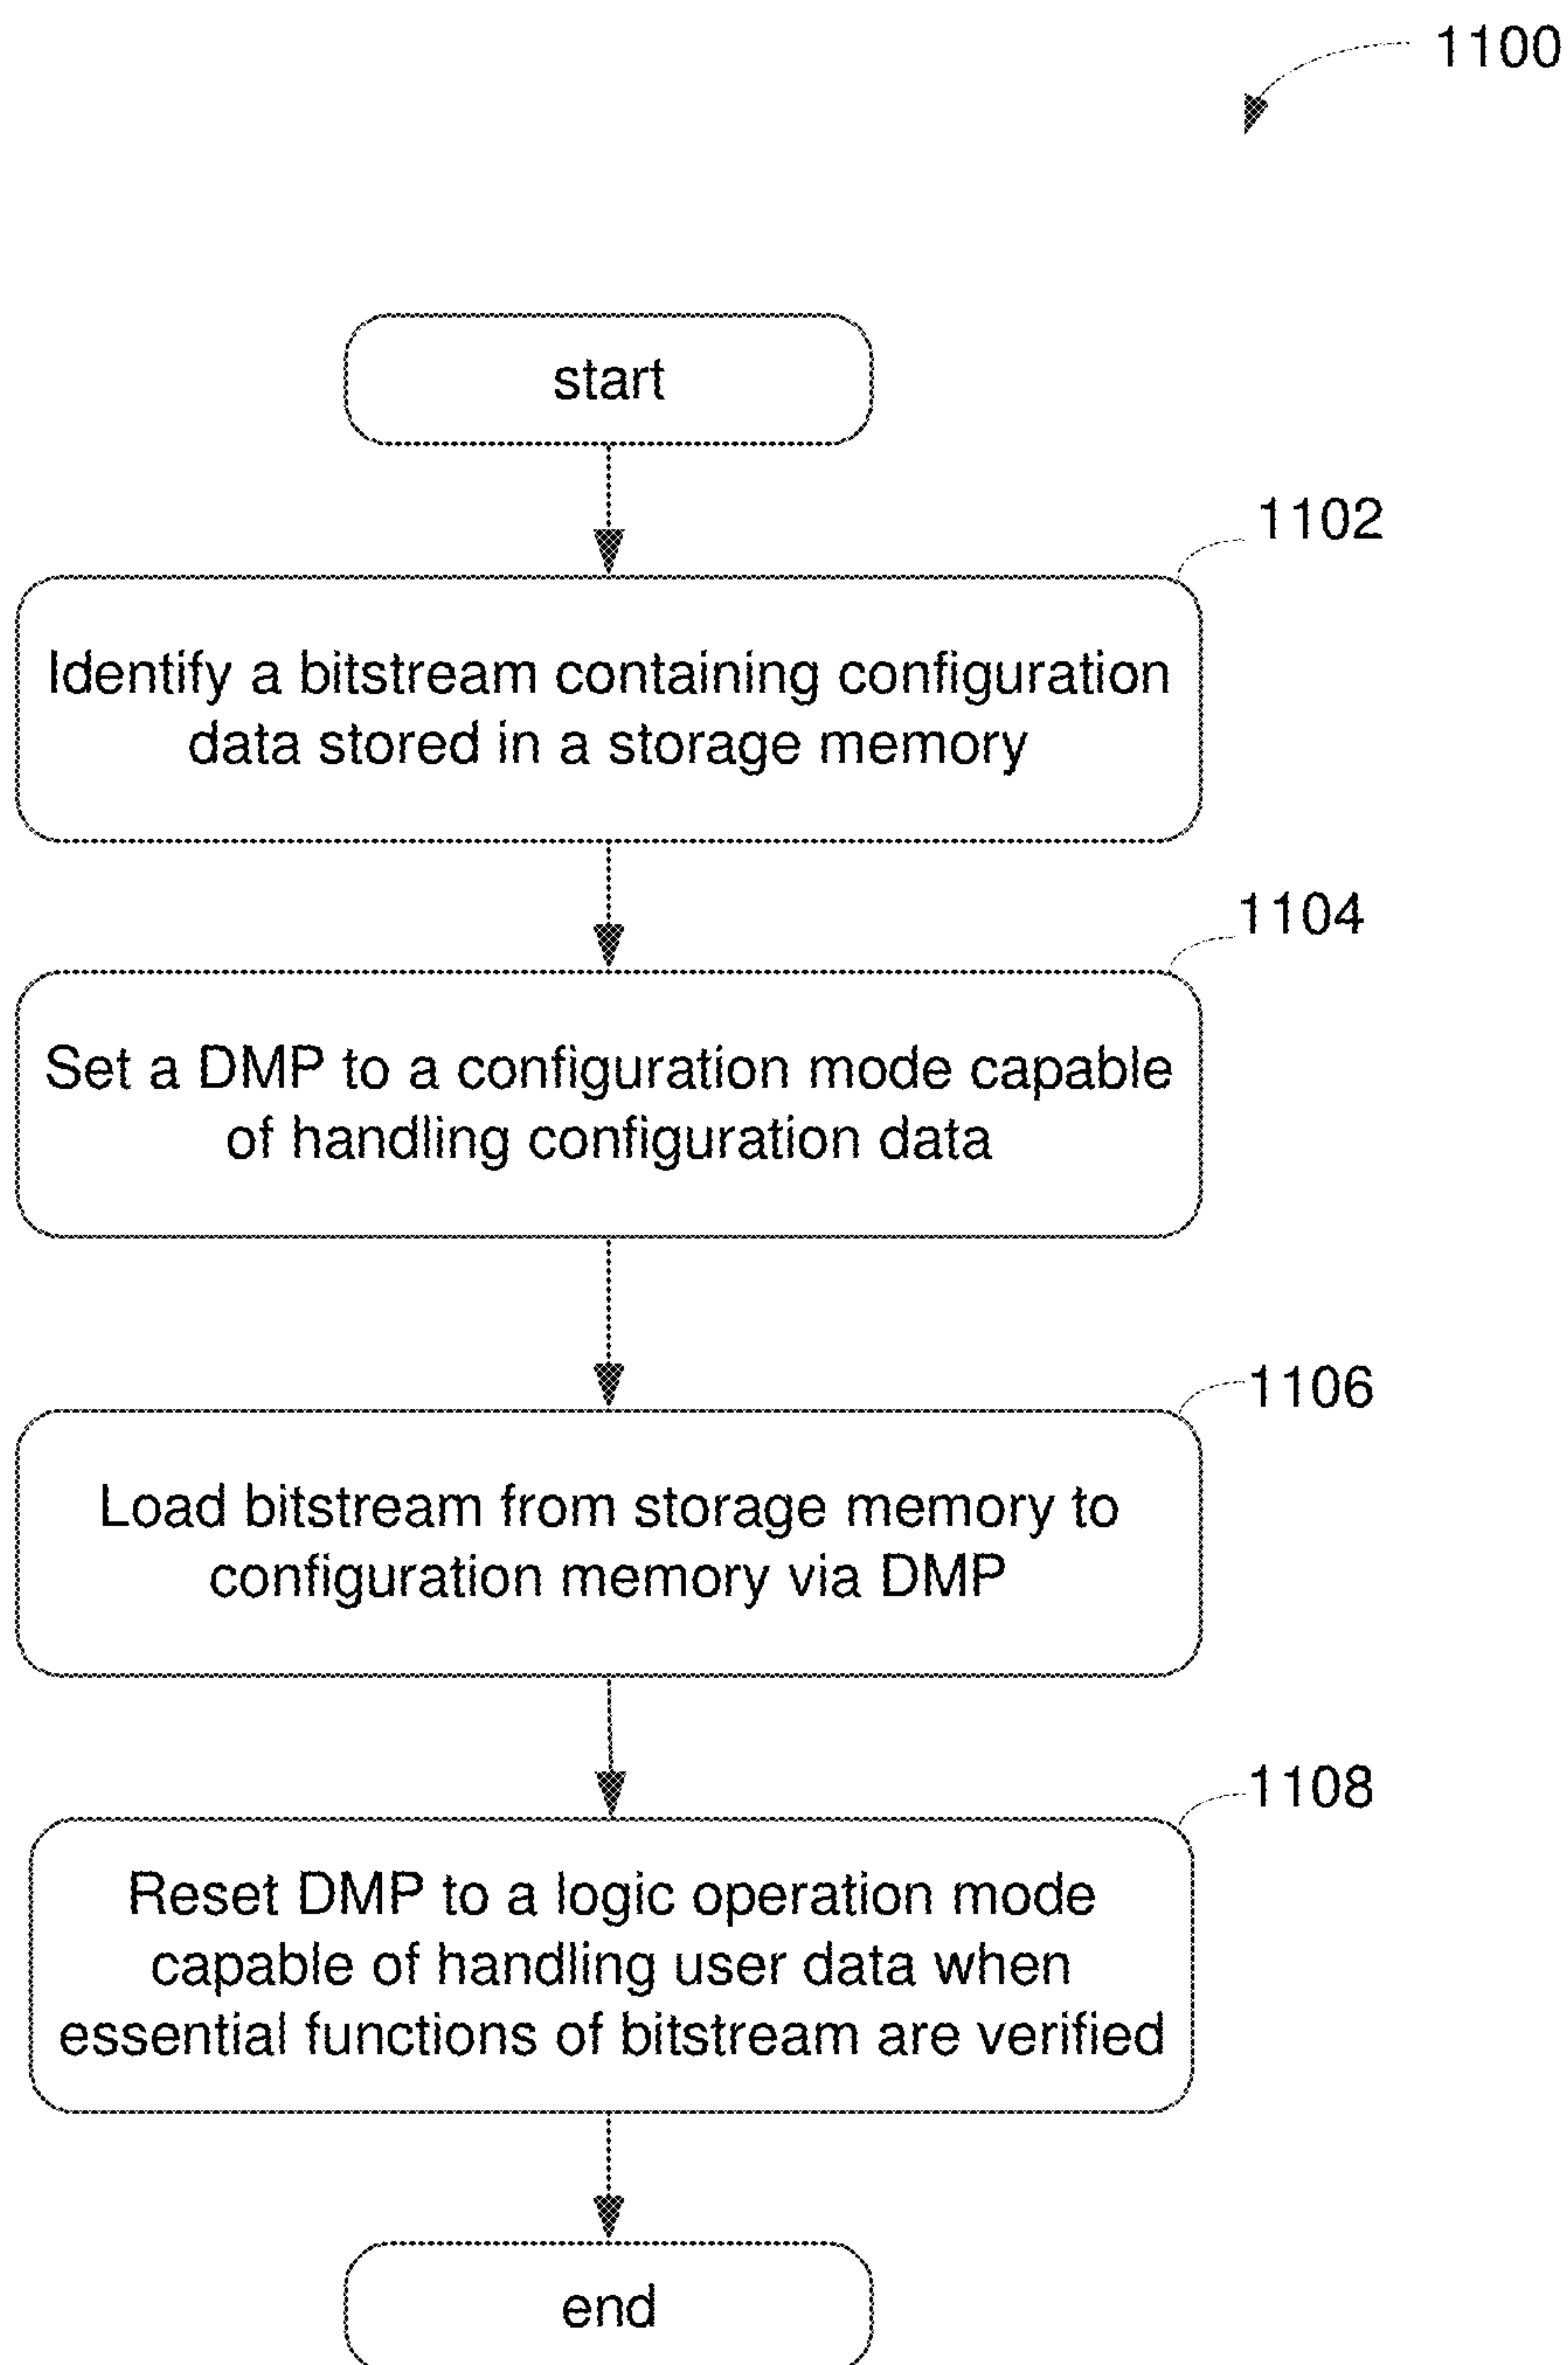 1100
start
1102
Identify a bitstream containing configuration
data stored in a storage memory
1104
Set a DMP to a configuration mode capable
of handling configuration data
1106
Load bitstream from storage memory to
configuration memory via DMP
1108
Reset DMP to a logic operation mode
capable of handling user data when
essential functions of bitstream are verified
end